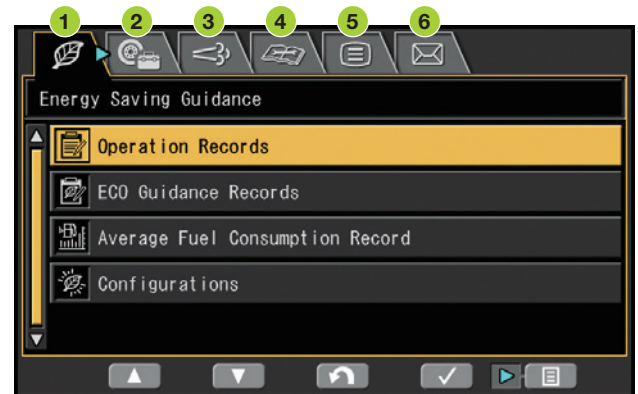 1 2 3 4 5 6
Energy Saving Guidance
Operation Records
ECO Guidance Records
Average Fuel Consumption Record
Configurations